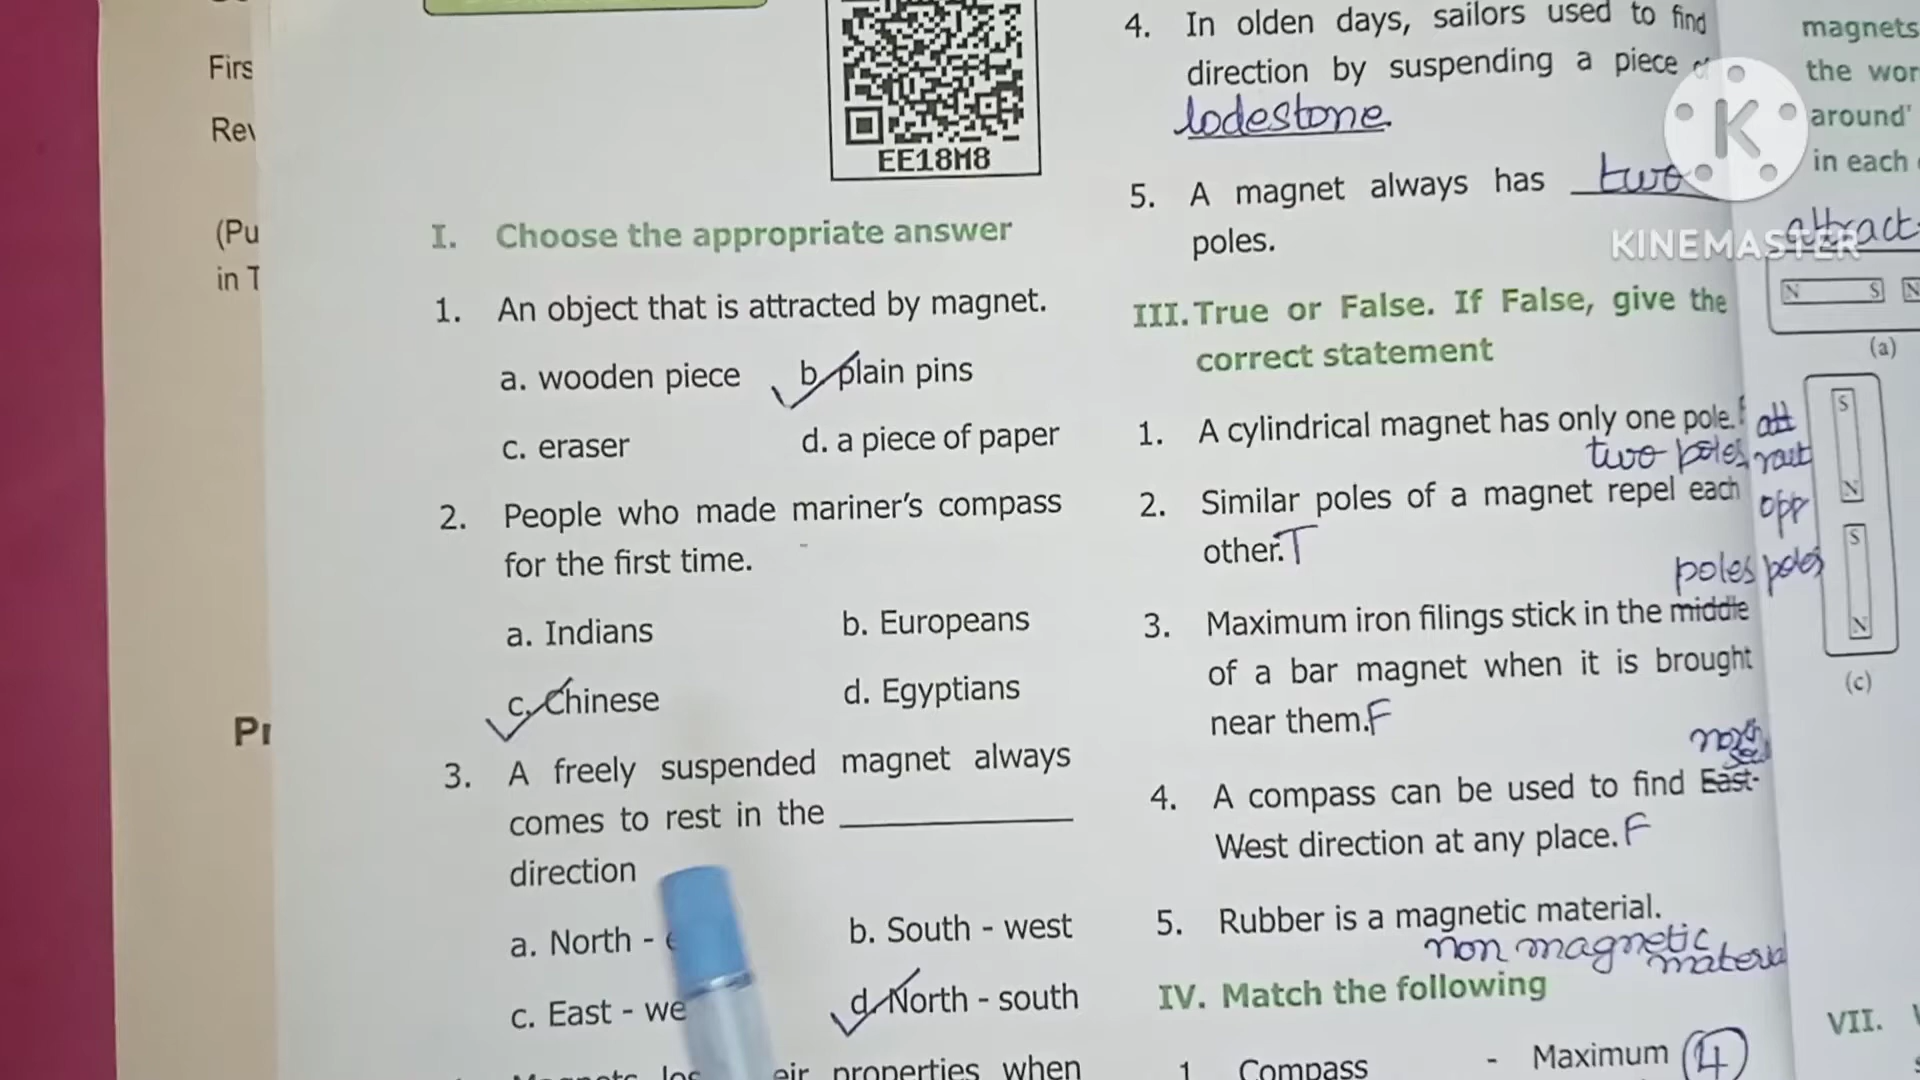 Firs
Rev
(Pu
in T
Pr
EE18M8
I. Choose the appropriate answer
1. An object that is attracted by magnet.
a. wooden piece b. plain pins
c. eraser d. a piece of paper
2. People who made mariner's compass
for the first time.
a. Indians b. Europeans
c. Chinese d. Egyptians
3. A freely suspended magnet always
comes to rest in the ____________
direction
a. North - b. South - west
c. East - we d. North - south
properties when
4. In olden days, sailors used to find
direction by suspending a piece
lodestone.
5. A magnet always has two
poles.
III. True or False. If False, give the
correct statement
1. A cylindrical magnet has only one pole.
two poles
2. Similar poles of a magnet repel each
other. T
poles
3. Maximum iron filings stick in the middle
of a bar magnet when it is brought
near them. F
4. A compass can be used to find East-
West direction at any place. F
5. Rubber is a magnetic material.
non magnetic
material
IV. Match the following
1 Compass - Maximum 4
magnets
the wor
around'
in each
K
KINEMASTER
attract
N S N
(a)
att
ract
opp
poles
S
N
S
N
(c)
VII.